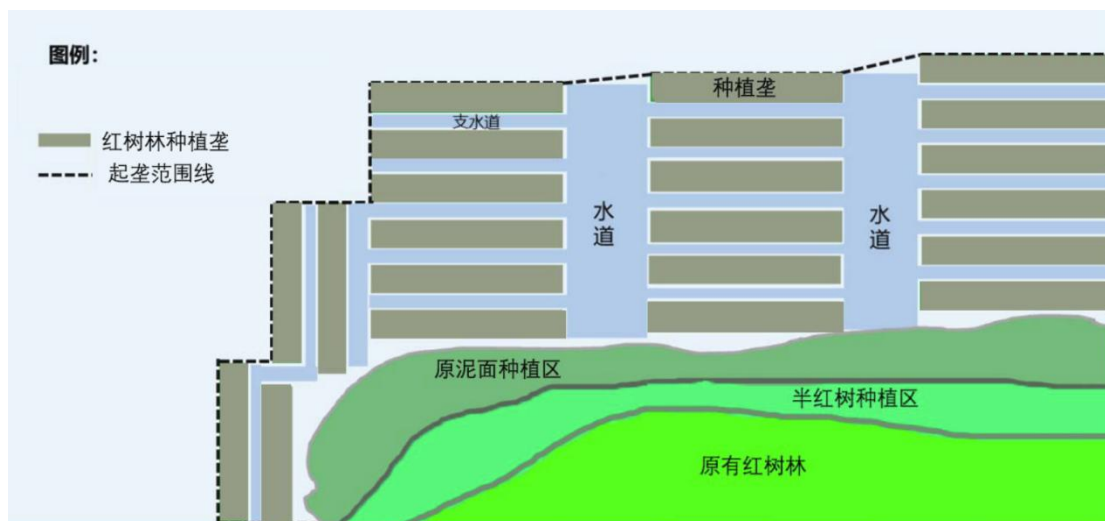 图例：
红树林种植垄
起垄范围线
种植垄
支水道
水道
水道
原泥面种植区
半红树种植区
原有红树林